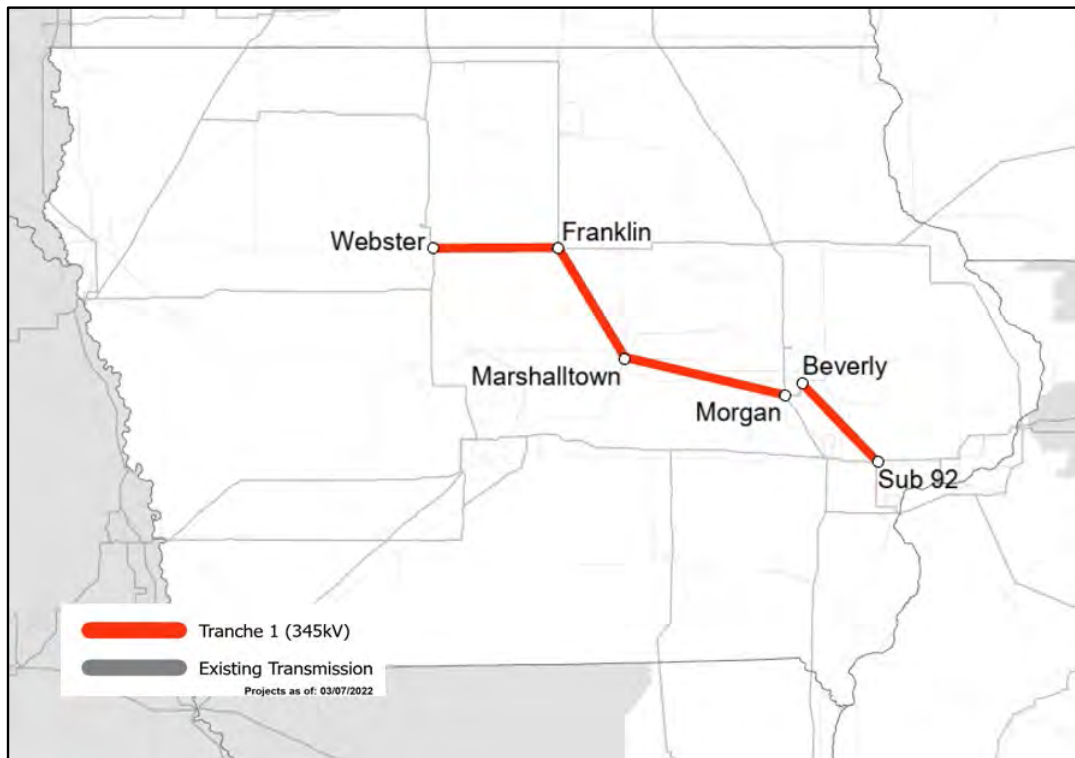 Webster
Franklin
Marshalltown
Beverly
Morgan
Sub 92
Tranche 1 (345kV)
Existing Transmission
Projects as of: 03/07/2022